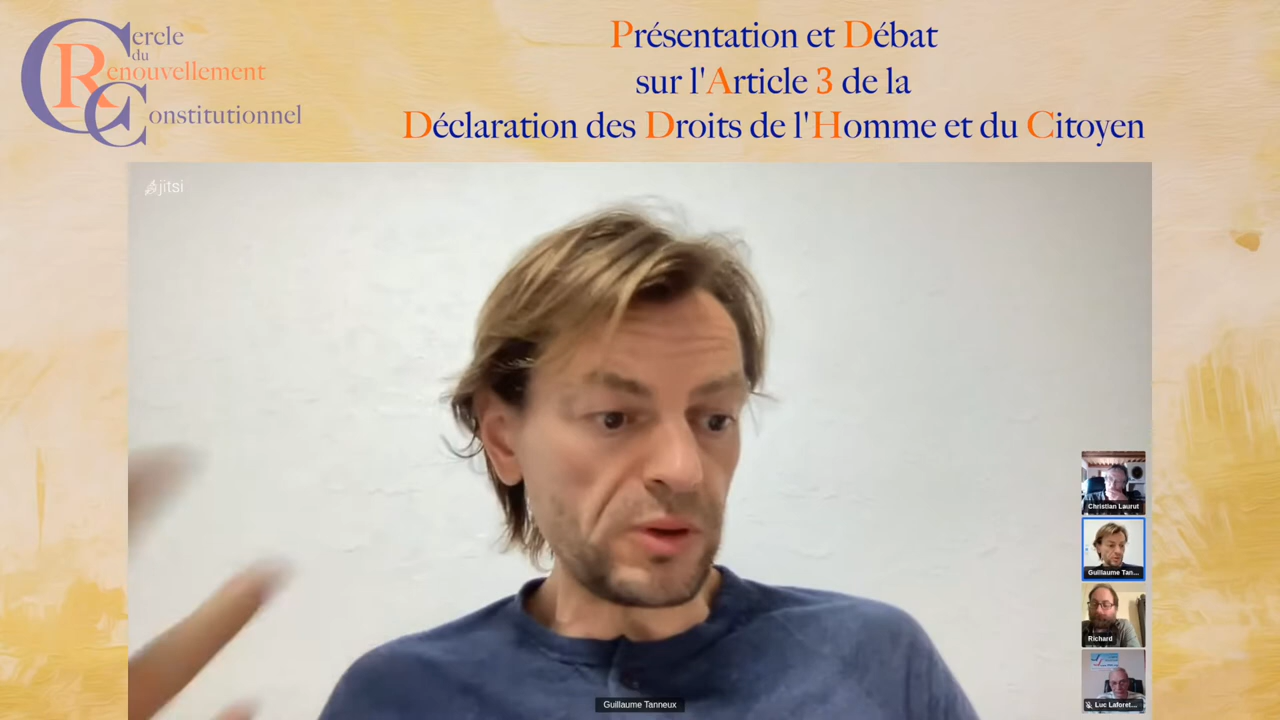 Cercle
du
Renouvellement
Constitutionnel
Présentation et Débat
sur l'Article 3 de la
Déclaration des Droits de l'Homme et du Citoyen
jitsi
Christian Laurut
Guillaume Tan...
Richard
Luc Laforet...
Guillaume Tanneux